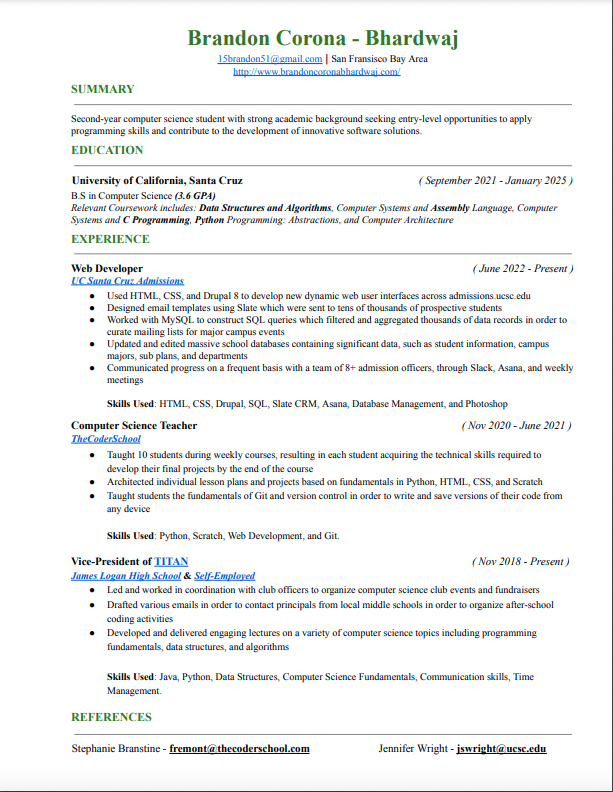 Brandon Corona - Bhardwaj
15brandon51@gmail.com | San Fransisco Bay Area
http://www.brandoncoronabhardwaj.com/
SUMMARY
Second-year computer science student with strong academic background seeking entry-level opportunities to apply
programming skills and contribute to the development of innovative software solutions.
EDUCATION
University of California, Santa Cruz ( September 2021 - January 2025 )
B.S in Computer Science (3.6 GPA)
Relevant Coursework includes: Data Structures and Algorithms, Computer Systems and Assembly Language, Computer
Systems and C Programming, Python Programming: Abstractions, and Computer Architecture
EXPERIENCE
Web Developer ( June 2022 - Present )
UC Santa Cruz Admissions
● Used HTML, CSS, and Drupal 8 to develop new dynamic web user interfaces across admissions.ucsc.edu
● Designed email templates using Slate which were sent to tens of thousands of prospective students
● Worked with MySQL to construct SQL queries which filtered and aggregated thousands of data records in order to
curate mailing lists for major campus events
● Updated and edited massive school databases containing significant data, such as student information, campus
majors, sub plans, and departments
● Communicated progress on a frequent basis with a team of 8+ admission officers, through Slack, Asana, and weekly
meetings
Skills Used: HTML, CSS, Drupal, SQL, Slate CRM, Asana, Database Management, and Photoshop
Computer Science Teacher ( Nov 2020 - June 2021 )
TheCoderSchool
● Taught 10 students during weekly courses, resulting in each student acquiring the technical skills required to
develop their final projects by the end of the course
● Architected individual lesson plans and projects based on fundamentals in Python, HTML, CSS, and Scratch
● Taught students the fundamentals of Git and version control in order to write and save versions of their code from
any device
Skills Used: Python, Scratch, Web Development, and Git.
Vice-President of TITAN ( Nov 2018 - Present )
James Logan High School & Self-Employed
● Led and worked in coordination with club officers to organize computer science club events and fundraisers
● Drafted various emails in order to contact principals from local middle schools in order to organize after-school
coding activities
● Developed and delivered engaging lectures on a variety of computer science topics including programming
fundamentals, data structures, and algorithms
Skills Used: Java, Python, Data Structures, Computer Science Fundamentals, Communication skills, Time
Management.
REFERENCES
Stephanie Branstine - fremont@thecoderschool.com Jennifer Wright - jswright@ucsc.edu